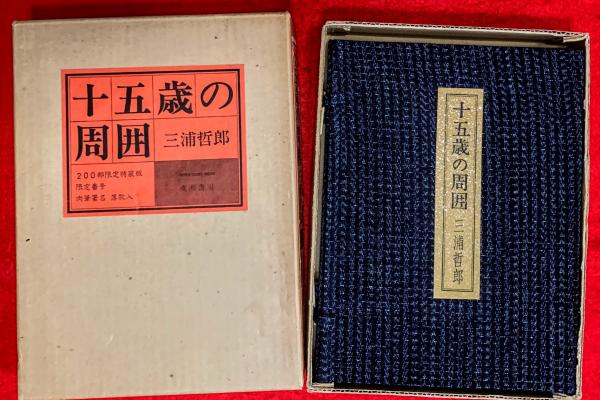 十五歳の
周囲
三浦哲郎
200部限定特装版
限定番号
肉筆署名 落款入
十五歳の周囲
三浦哲郎